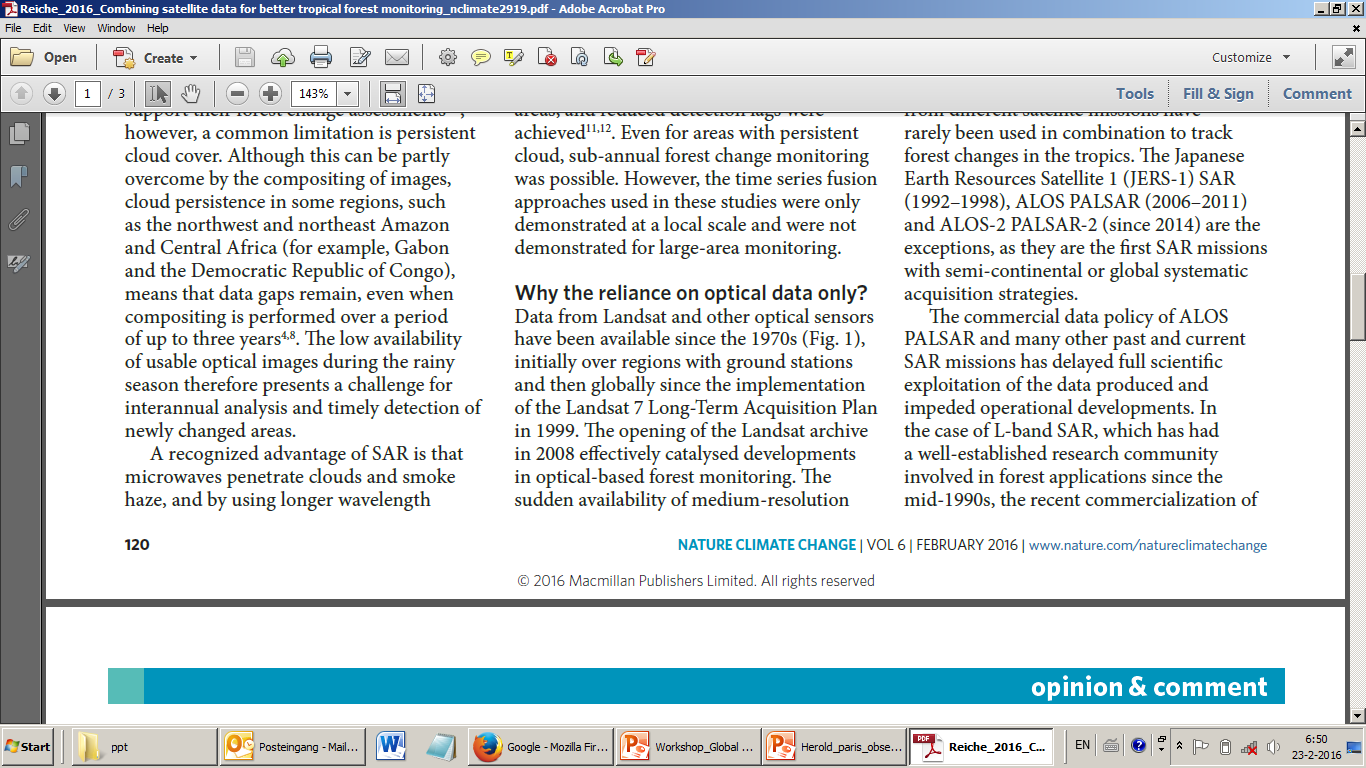 Reiche_2016_Combining satellite data for better tropical forest monitoring_nclimate2919.pdf - Adobe Acrobat Pro
File Edit View Window Help
Open Create Customize
1 / 3 143% Tools Fill & Sign Comment
support their forest change assessments
however, a common limitation is persistent
cloud cover. Although this can be partly
overcome by the compositing of images,
cloud persistence in some regions, such
as the northwest and northeast Amazon
and Central Africa (for example, Gabon
and the Democratic Republic of Congo),
means that data gaps remain, even when
compositing is performed over a period
of up to three years4,8. The low availability
of usable optical images during the rainy
season therefore presents a challenge for
interannual analysis and timely detection of
newly changed areas.
A recognized advantage of SAR is that
microwaves penetrate clouds and smoke
haze, and by using longer wavelength
areas, and reduced detection lags were
achieved11,12. Even for areas with persistent
cloud, sub-annual forest change monitoring
was possible. However, the time series fusion
approaches used in these studies were only
demonstrated at a local scale and were not
demonstrated for large-area monitoring.
Why the reliance on optical data only?
Data from Landsat and other optical sensors
have been available since the 1970s (Fig. 1),
initially over regions with ground stations
and then globally since the implementation
of the Landsat 7 Long-Term Acquisition Plan
in 1999. The opening of the Landsat archive
in 2008 effectively catalysed developments
in optical-based forest monitoring. The
sudden availability of medium-resolution
from different satellite missions have
rarely been used in combination to track
forest changes in the tropics. The Japanese
Earth Resources Satellite 1 (JERS-1) SAR
(1992–1998), ALOS PALSAR (2006–2011)
and ALOS-2 PALSAR-2 (since 2014) are the
exceptions, as they are the first SAR missions
with semi-continental or global systematic
acquisition strategies.
The commercial data policy of ALOS
PALSAR and many other past and current
SAR missions has delayed full scientific
exploitation of the data produced and
impeded operational developments. In
the case of L-band SAR, which has had
a well-established research community
involved in forest applications since the
mid-1990s, the recent commercialization of
120 NATURE CLIMATE CHANGE | VOL 6 | FEBRUARY 2016 | www.nature.com/natureclimatechange
© 2016 Macmillan Publishers Limited. All rights reserved
opinion & comment
Start ppt Posteingang - Mail... Google - Mozilla Fir... Workshop_Global ... Herold_paris_obse... Reiche_2016_C... EN 6:50
23-2-2016